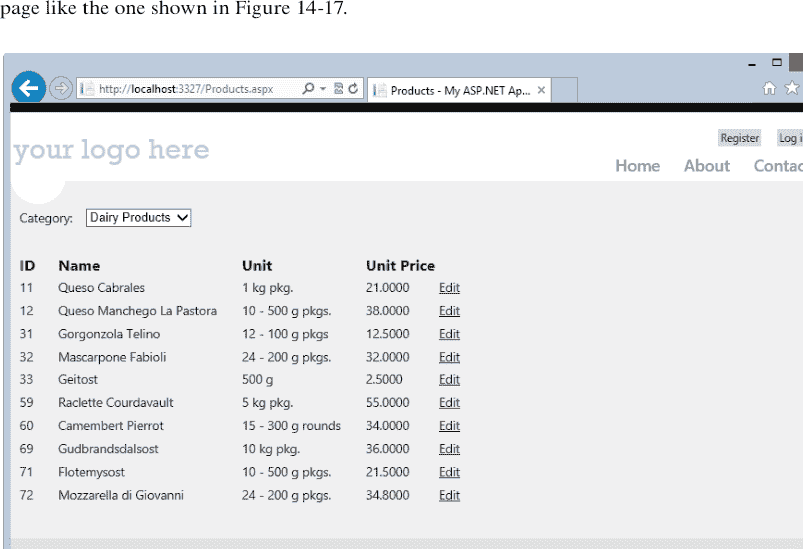 page like the one shown in Figure 14-17.
http://localhost:3327/Products.aspx
Products - My ASP.NET Ap...
Register Log i
your logo here
Home About Contac
Category: Dairy Products
ID Name Unit Unit Price
11 Queso Cabrales 1 kg pkg. 21.0000 Edit
12 Queso Manchego La Pastora 10 - 500 g pkgs. 38.0000 Edit
31 Gorgonzola Telino 12 - 100 g pkgs 12.5000 Edit
32 Mascarpone Fabioli 24 - 200 g pkgs. 32.0000 Edit
33 Geitost 500 g 2.5000 Edit
59 Raclette Courdavault 5 kg pkg. 55.0000 Edit
60 Camembert Pierrot 15 - 300 g rounds 34.0000 Edit
69 Gudbrandsdalsost 10 kg pkg. 36.0000 Edit
71 Flotemysost 10 - 500 g pkgs. 21.5000 Edit
72 Mozzarella di Giovanni 24 - 200 g pkgs. 34.8000 Edit